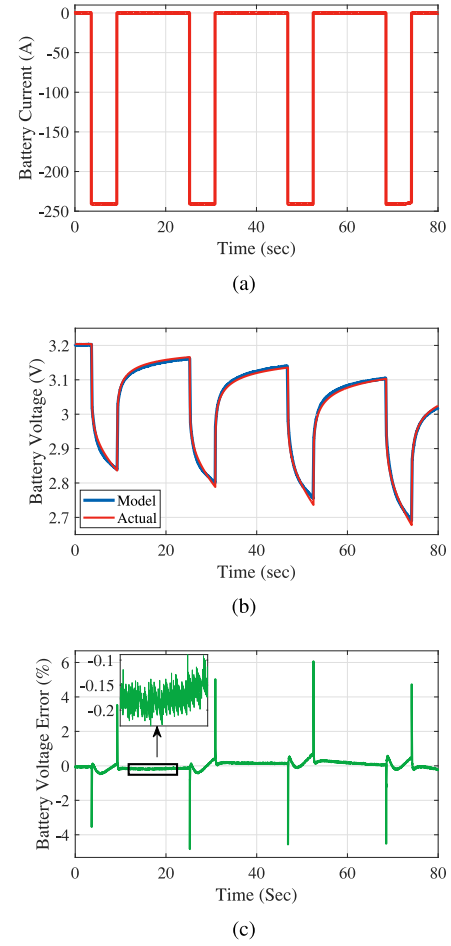 0
-50
-100
-150
-200
-250
Battery Current (A)
0 20 40 60 80
Time (sec)
(a)
3.2
3.1
3
2.9
2.8
2.7
Battery Voltage (V)
Model
Actual
0 20 40 60 80
Time (sec)
(b)
6
4
2
0
-2
-4
Battery Voltage Error (%)
-0.1
-0.15
-0.2
0 20 40 60 80
Time (Sec)
(c)